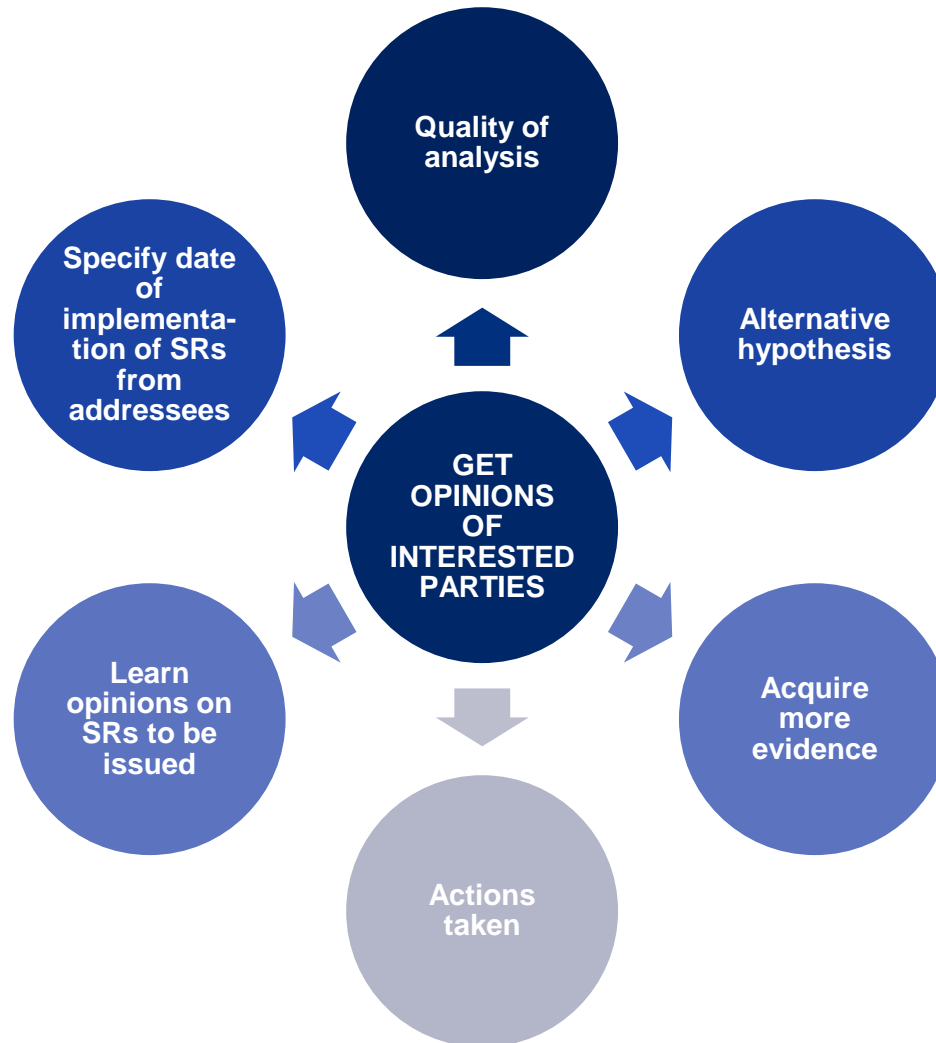 Quality of
analysis
Specify date
of
implementa-
tion of SRs
from
addressees
Alternative
hypothesis
GET
OPINIONS
OF
INTERESTED
PARTIES
Learn
opinions on
SRs to be
issued
Acquire
more
evidence
Actions
taken